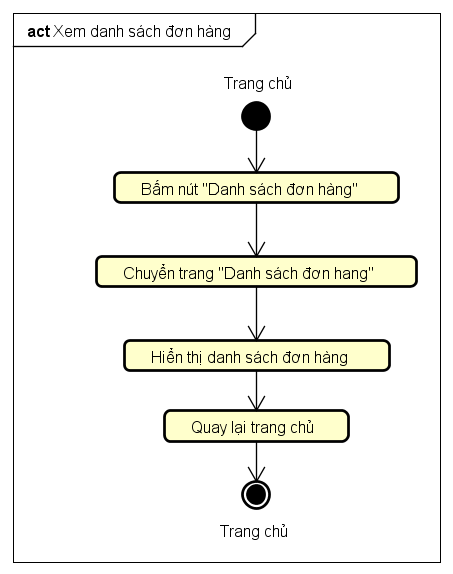 act Xem danh sách đơn hàng
Trang chủ
Bấm nút "Danh sách đơn hàng"
Chuyển trang "Danh sách đơn hang"
Hiển thị danh sách đơn hàng
Quay lại trang chủ
Trang chủ